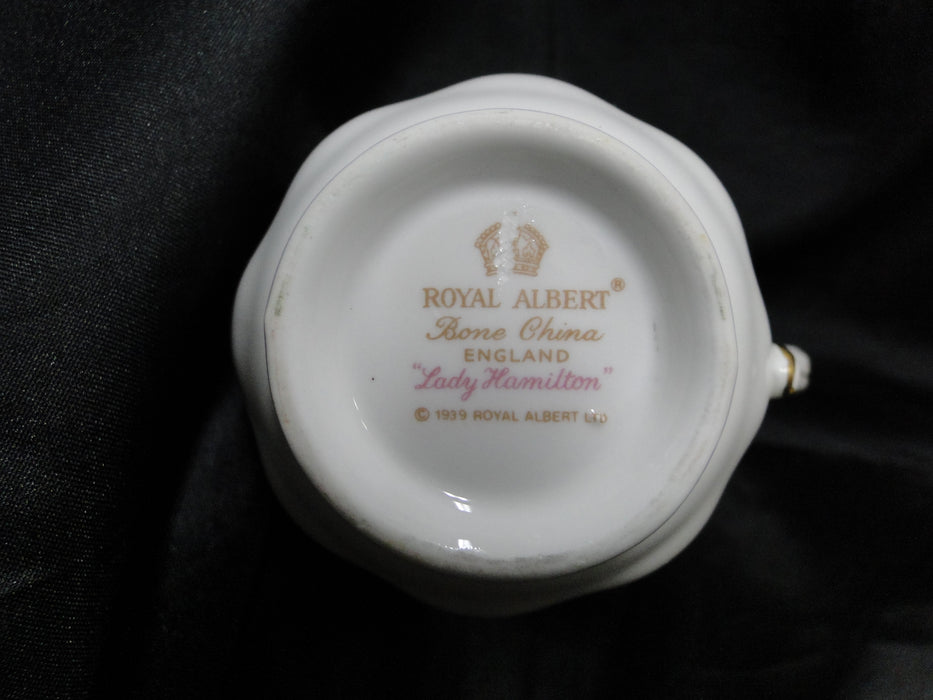 ROYAL ALBERT®
Bone China
ENGLAND
"Lady Hamilton"
© 1939 ROYAL ALBERT LTD